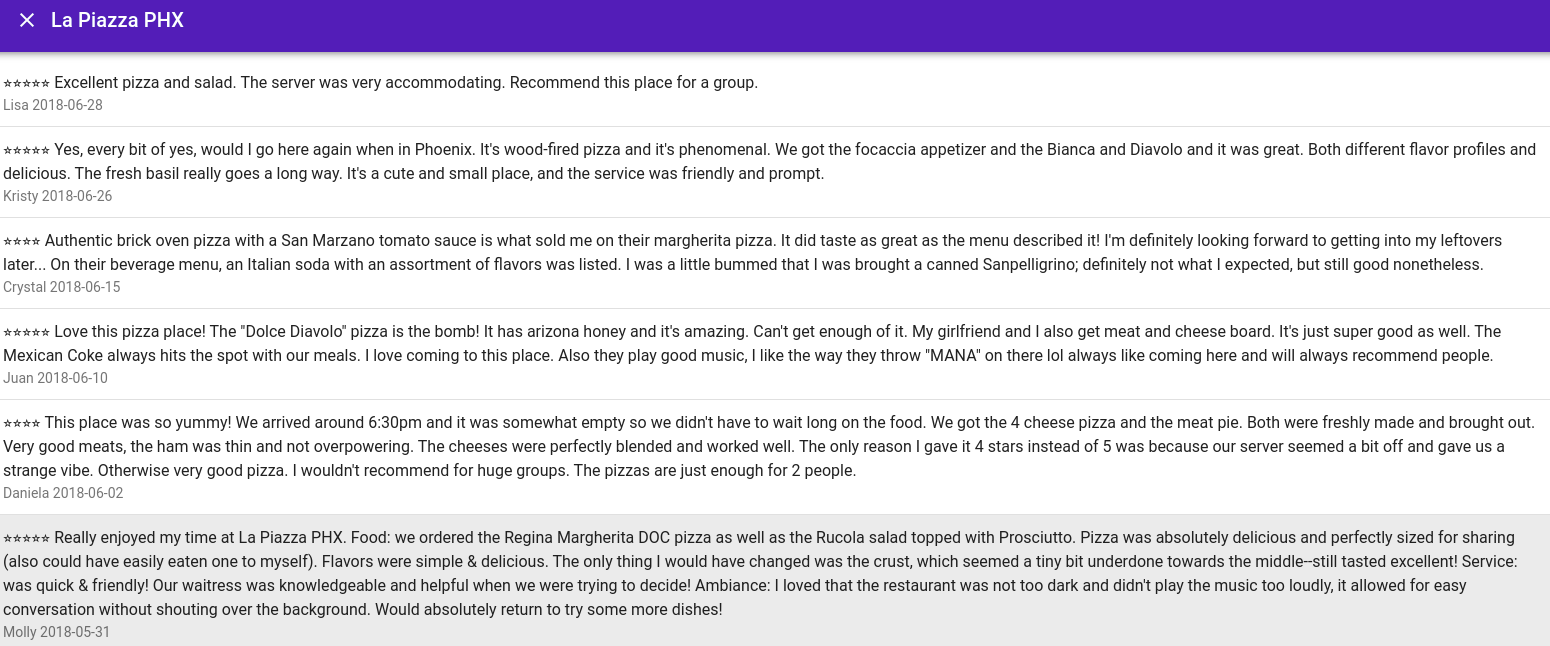 La Piazza PHX
⭐⭐⭐⭐⭐ Excellent pizza and salad. The server was very accommodating. Recommend this place for a group.
Lisa 2018-06-28
⭐⭐⭐⭐⭐ Yes, every bit of yes, would I go here again when in Phoenix. It's wood-fired pizza and it's phenomenal. We got the focaccia appetizer and the Bianca and Diavolo and it was great. Both different flavor profiles and
delicious. The fresh basil really goes a long way. It's a cute and small place, and the service was friendly and prompt.
Kristy 2018-06-26
⭐⭐⭐⭐ Authentic brick oven pizza with a San Marzano tomato sauce is what sold me on their margherita pizza. It did taste as great as the menu described it! I'm definitely looking forward to getting into my leftovers
later... On their beverage menu, an Italian soda with an assortment of flavors was listed. I was a little bummed that I was brought a canned Sanpelligrino; definitely not what I expected, but still good nonetheless.
Crystal 2018-06-15
⭐⭐⭐⭐⭐ Love this pizza place! The "Dolce Diavolo" pizza is the bomb! It has arizona honey and it's amazing. Can't get enough of it. My girlfriend and I also get meat and cheese board. It's just super good as well. The
Mexican Coke always hits the spot with our meals. I love coming to this place. Also they play good music, I like the way they throw "MANA" on there lol always like coming here and will always recommend people.
Juan 2018-06-10
⭐⭐⭐⭐ This place was so yummy! We arrived around 6:30pm and it was somewhat empty so we didn't have to wait long on the food. We got the 4 cheese pizza and the meat pie. Both were freshly made and brought out.
Very good meats, the ham was thin and not overpowering. The cheeses were perfectly blended and worked well. The only reason I gave it 4 stars instead of 5 was because our server seemed a bit off and gave us a
strange vibe. Otherwise very good pizza. I wouldn't recommend for huge groups. The pizzas are just enough for 2 people.
Daniela 2018-06-02
⭐⭐⭐⭐⭐ Really enjoyed my time at La Piazza PHX. Food: we ordered the Regina Margherita DOC pizza as well as the Rucola salad topped with Prosciutto. Pizza was absolutely delicious and perfectly sized for sharing
(also could have easily eaten one to myself). Flavors were simple & delicious. The only thing I would have changed was the crust, which seemed a tiny bit underdone towards the middle--still tasted excellent! Service:
was quick & friendly! Our waitress was knowledgeable and helpful when we were trying to decide! Ambiance: I loved that the restaurant was not too dark and didn't play the music too loudly, it allowed for easy
conversation without shouting over the background. Would absolutely return to try some more dishes!
Molly 2018-05-31